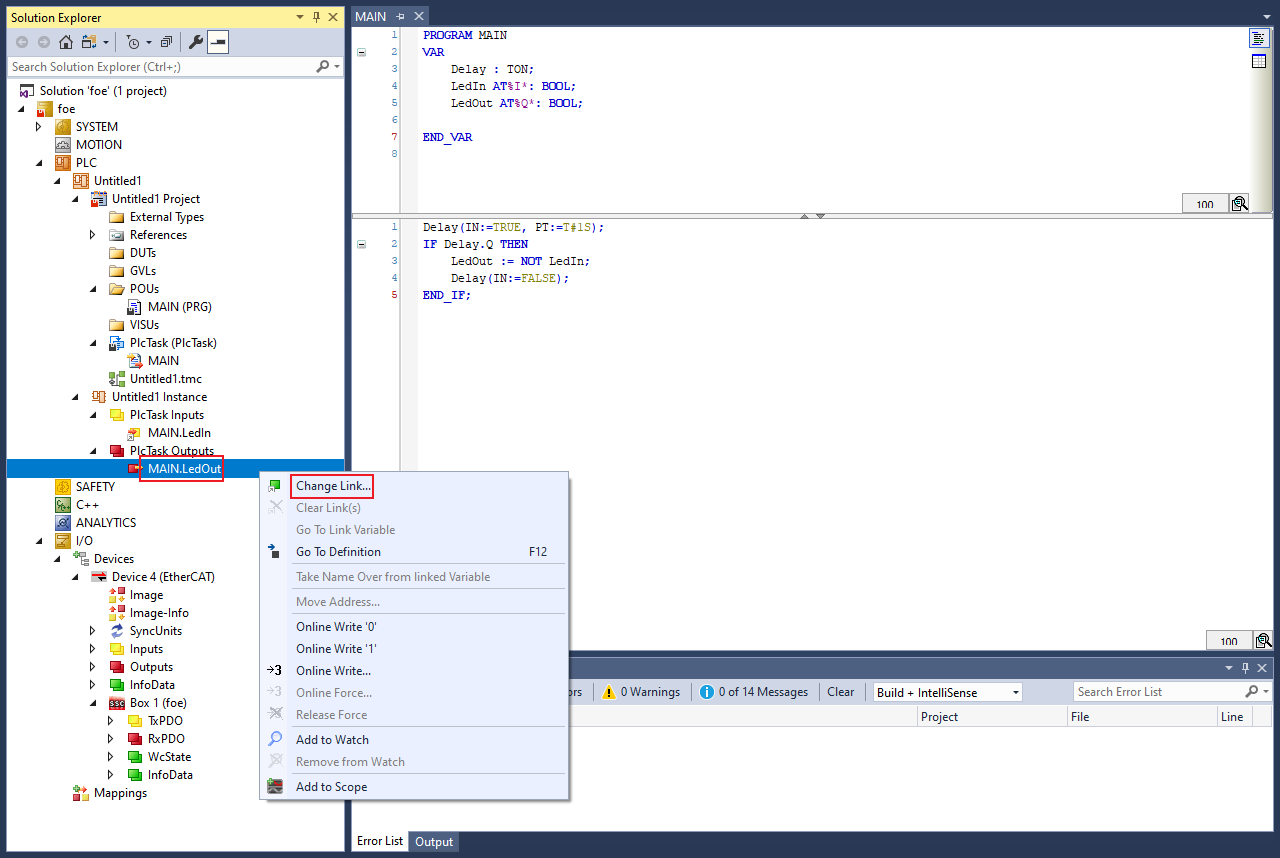 Solution Explorer
Search Solution Explorer (Ctrl+;)
Solution 'foe' (1 project)
foe
SYSTEM
MOTION
PLC
Untitled1
Untitled1 Project
External Types
References
DUTs
GVLs
POUs
MAIN (PRG)
VISUs
PlcTask (PlcTask)
MAIN
Untitled1.tmc
Untitled1 Instance
PlcTask Inputs
MAIN.LedIn
PlcTask Outputs
MAIN.LedOut
SAFETY
C++
ANALYTICS
I/O
Devices
Device 4 (EtherCAT)
Image
Image-Info
SyncUnits
Inputs
Outputs
InfoData
Box 1 (foe)
TxPDO
RxPDO
WcState
InfoData
Mappings
Change Link...
Clear Link(s)
Go To Link Variable
Go To Definition F12
Take Name Over from linked Variable
Move Address...
Online Write '0'
Online Write '1'
→3 Online Write...
→3 Online Force...
Release Force
Add to Watch
Remove from Watch
Add to Scope
MAIN
1 PROGRAM MAIN
2 VAR
3 Delay : TON;
4 LedIn AT%I*: BOOL;
5 LedOut AT%Q*: BOOL;
6
7 END_VAR
8
100
1 Delay(IN:=TRUE, PT:=T#1S);
2 IF Delay.Q THEN
3 LedOut := NOT LedIn;
4 Delay(IN:=FALSE);
5 END_IF;
100
0 Warnings 0 of 14 Messages Clear Build + IntelliSense Search Error List
Project File Line
Error List Output